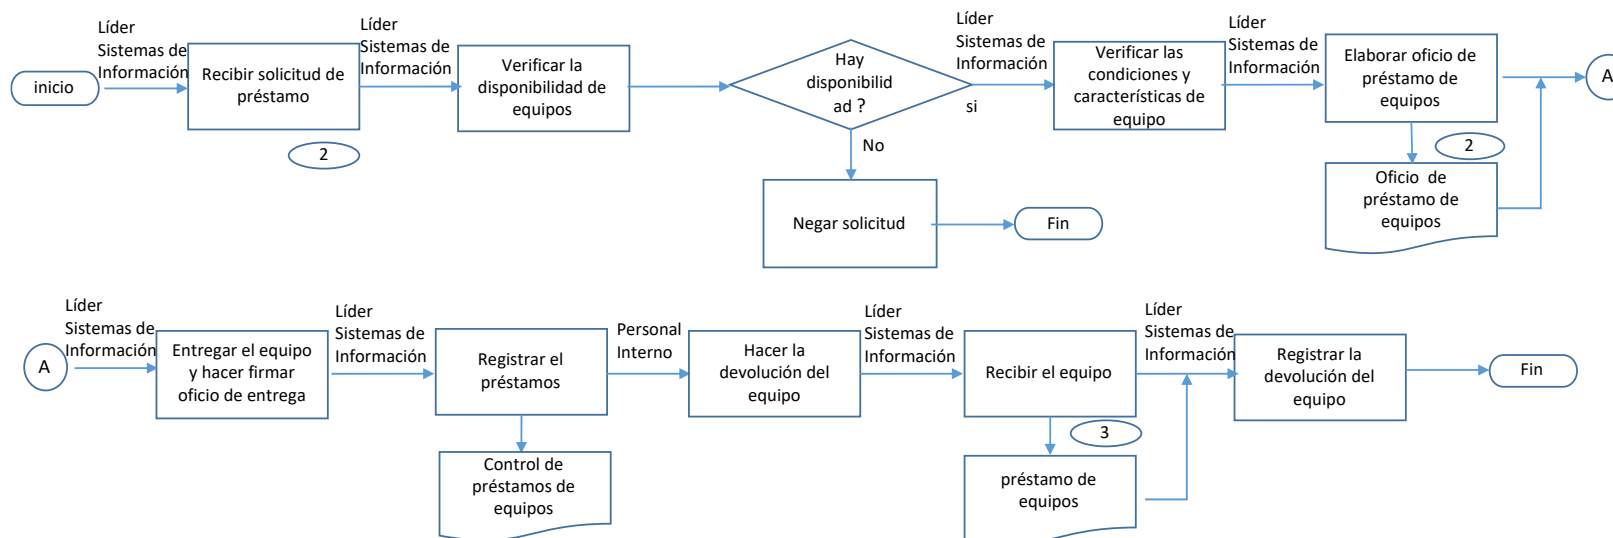 inicio
Líder
Sistemas de
Información
Recibir solicitud de
préstamo
2
Líder
Sistemas de
Información
Verificar la
disponibilidad de
equipos
Hay
disponibilid
ad ?
si
No
Negar solicitud
Fin
Líder
Sistemas de
Información
Verificar las
condiciones y
características de
equipo
Líder
Sistemas de
Información
Elaborar oficio de
préstamo de
equipos
2
Oficio de
préstamo de
equipos
A
A
Líder
Sistemas de
Información
Entregar el equipo
y hacer firmar
oficio de entrega
Líder
Sistemas de
Información
Registrar el
préstamos
Control de
préstamos de
equipos
Personal
Interno
Hacer la
devolución del
equipo
Líder
Sistemas de
Información
Recibir el equipo
3
préstamo de
equipos
Líder
Sistemas de
Información
Registrar la
devolución del
equipo
Fin